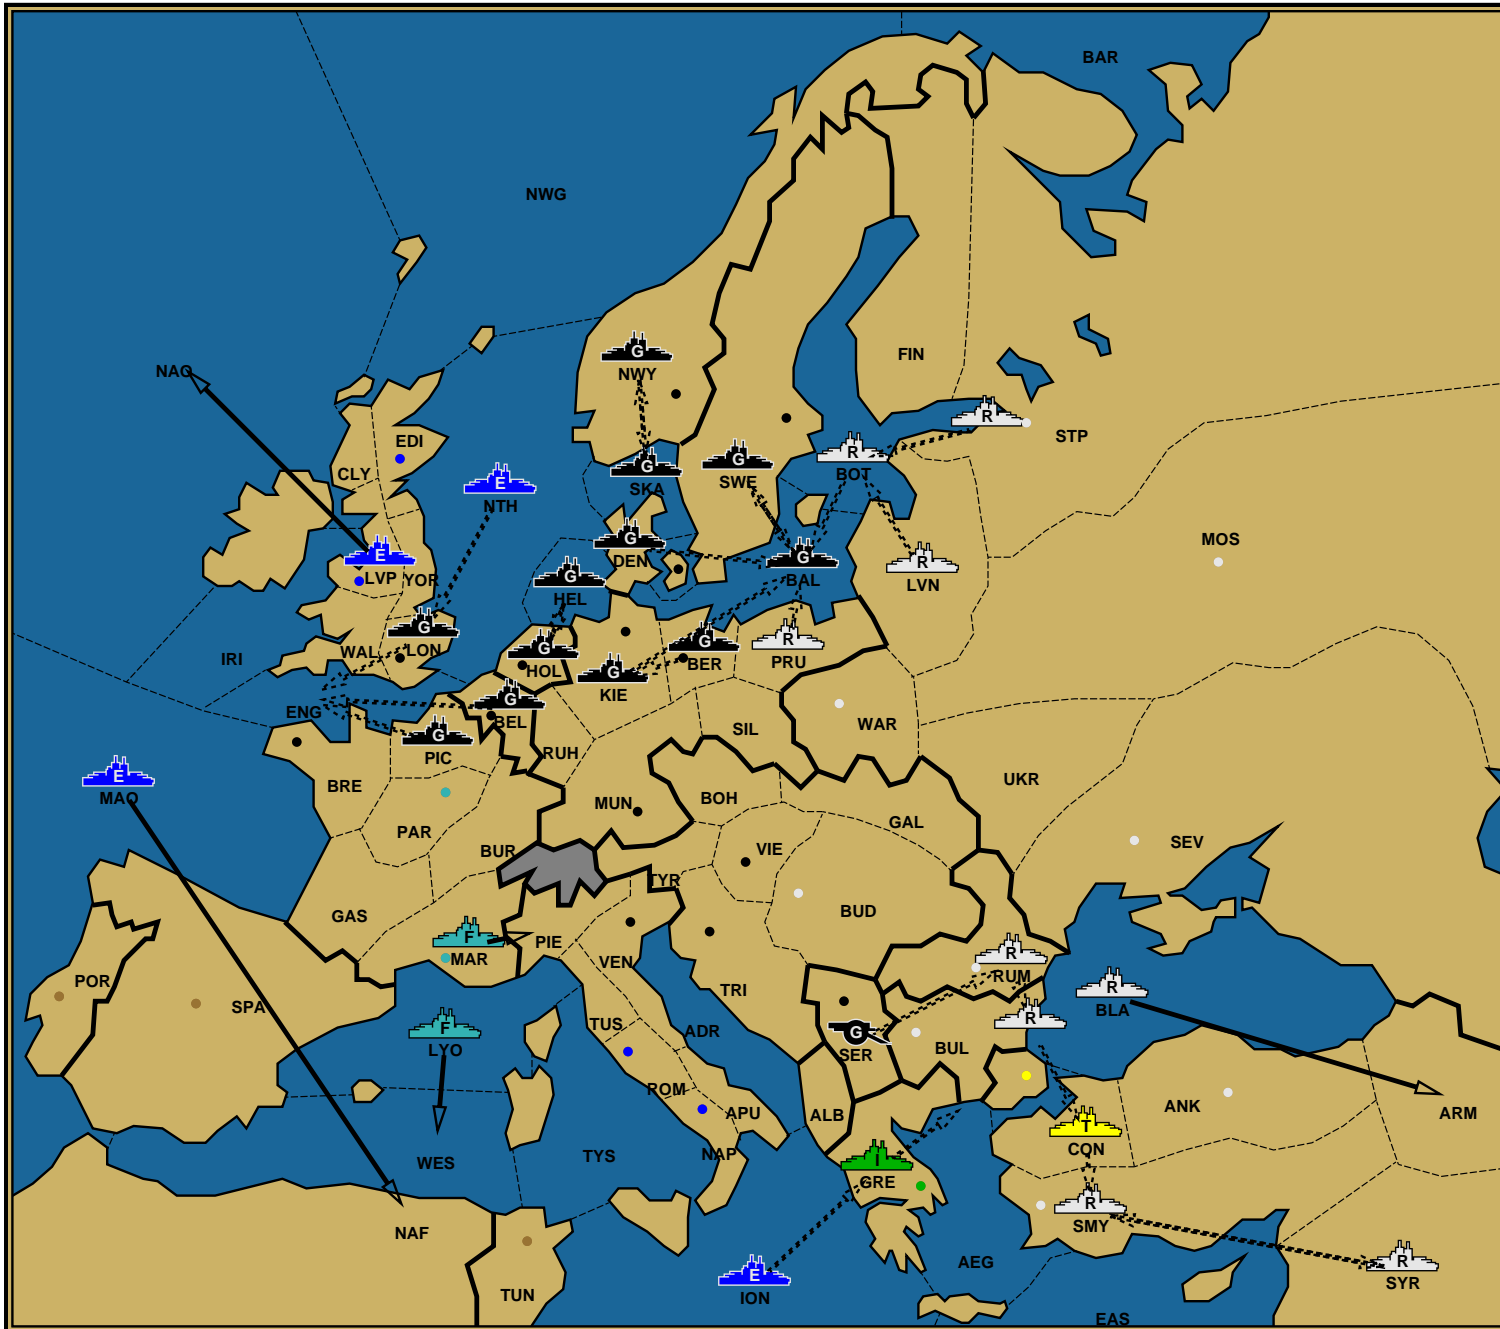 BAR
NWG
G
NWY
FIN
NAO
R
STP
EDI
R
BOT
CLY
G
SKA
G
SWE
E
NTH
MOS
G
DEN
G
BAL
R
LVN
E
LVP
YOR
G
HEL
G
LON
WAL
IRI
G
HOL
G
BER
R
PRU
G
KIE
ENG
G
BEL
G
PIC
RUH
SIL
WAR
UKR
E
MAO
BRE
MUN
BOH
PAR
GAL
SEV
BUR
VIE
TYR
GAS
BUD
F
MAR
PIE
VEN
R
RUM
POR
SPA
TRI
R
BLA
F
LYO
TUS
ADR
G
SER
R
BUL
ROM
APU
ALB
ANK
ARM
T
CON
WES
TYS
NAP
I
GRE
R
SMY
NAF
AEG
R
SYR
E
ION
TUN
EAS